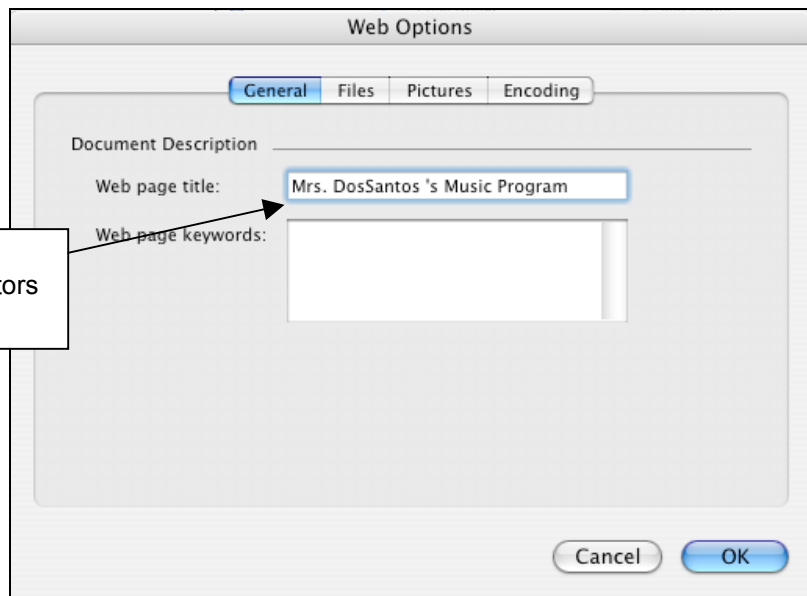 Web Options
General Files Pictures Encoding
Document Description
Web page title: Mrs. DosSantos 's Music Program
Web page keywords:
Cancel OK